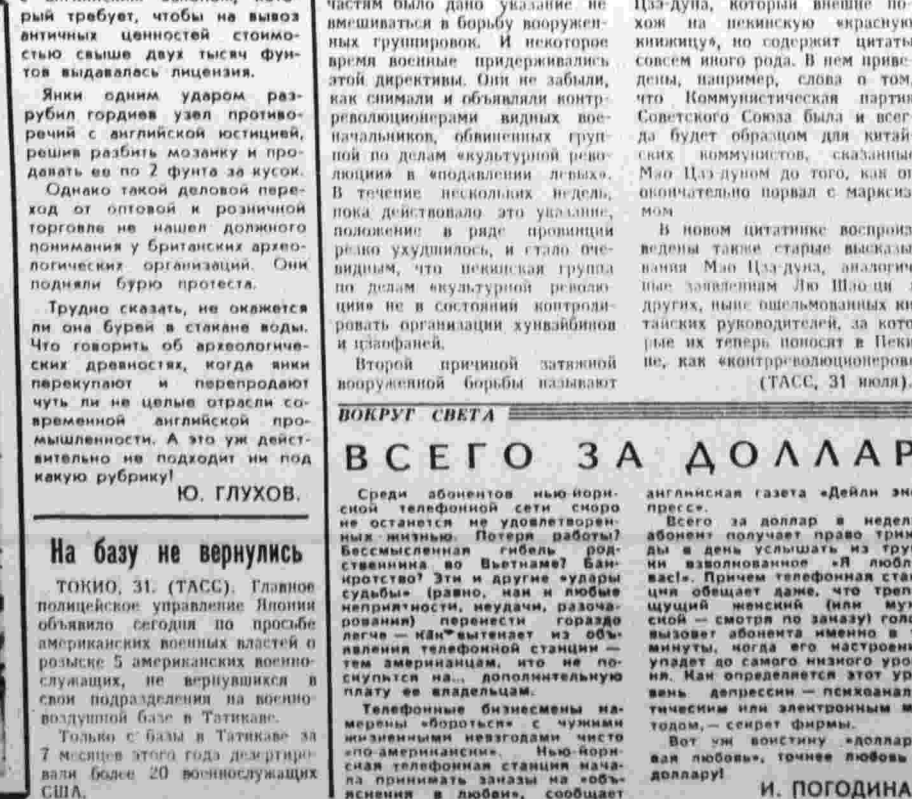 рый требует, чтобы на вывоз
античных ценностей стоимо-
стью свыше двух тысяч фун-
тов выдавалась лицензия.
Янки одним ударом раз-
рубил гордиев узел противо-
речий с английской юстицией,
решив разбить мозаику и про-
давать ее по 2 фунта за кусок.
Однако такой деловой пере-
ход от оптовой к розничной
торговле не нашел должного
понимания у британских архео-
логических организаций. Они
подняли бурю протеста.
Трудно сказать, не окажется
ли она бурей в стакане воды.
Что говорить об археологиче-
ских древностях, когда янки
перекупают и перепродают
чуть ли не целые отрасли со-
временной английской про-
мышленности. А это уж дейст-
вительно не подходит ни под
какую рубрику!
Ю. ГЛУХОВ.
На базу не вернулись
ТОКИО, 31. (ТАСС). Главное
полицейское управление Японии
объявило сегодня по просьбе
американских военных властей о
розыске 5 американских военно-
служащих, не вернувшихся в
свои подразделения на военно-
воздушной базе в Татикаве.
Только с базы в Татикаве за
7 месяцев этого года дезертиро-
вали более 20 военнослужащих
США.
частям было дано указание не
вмешиваться в борьбу вооружен-
ных группировок. И некоторое
время военные придерживались
этой директивы. Они не забыли,
как снимали и объявляли контр-
революционерами видных вое-
начальников, обвиненных груп-
пой по делам «культурной рево-
люции» в «подавлении левых».
В течение нескольких недель,
пока действовало это указание,
положение в ряде провинций
резко ухудшилось, и стало оче-
видным, что пекинская группа
по делам «культурной револю-
ции» не в состоянии контроли-
ровать организации хунвэйбинов
и цзаофаней.
Второй причиной затяжной
вооруженной борьбы называют
Цзэ-дуна, который внешне по-
хож на пекинскую «красную
книжицу», но содержит цитаты
совсем иного рода. В нем приве-
дены, например, слова о том,
что Коммунистическая партия
Советского Союза была и всег-
да будет образцом для китай-
ских коммунистов, сказанные
Мао Цзэ-дуном до того, как он
окончательно порвал с марксиз-
мом
В новом цитатнике воспроиз-
ведены также старые высказы-
вания Мао Цзэ-дуна, аналогич-
ные заявлениям Лю Шао-ци и
других, ныне ошельмованных ки-
тайских руководителей, за кото-
рые их теперь поносят в Пеки-
не, как «контрреволюционеров»
(ТАСС, 31 июля).
ВОКРУГ СВЕТА
ВСЕГО ЗА ДОЛЛАР
Среди абонентов нью-йорк-
ской телефонной сети скоро
не останется не удовлетворен-
ных жизнью. Потеря работы?
Бессмысленная гибель род-
ственника во Вьетнаме? Бан-
кротство? Эти и другие «удары
судьбы» (равно, как и любые
неприятности, неудачи, разоча-
рования) перенести гораздо
легче — как вытекает из объ-
явления телефонной станции —
тем американцам, кто не по-
скупится на... дополнительную
плату ее владельцам.
Телефонные бизнесмены на-
мерены «бороться» с чужими
жизненными невзгодами чисто
«по-американски». Нью-йорк-
ская телефонная станция нача-
ла принимать заказы на «объ-
яснения в любви», сообщает
английская газета «Дейли экс
пресс».
Всего за доллар в недел
абонент получает право триж
ды в день услышать из труб
ки взволнованное «Я любл
вас!». Причем телефонная стан
ция обещает даже, что треп
щущий женский (или муж
ской — смотря по заказу) голо
вызовет абонента именно в т
минуты, когда его настроени
упадет до самого низкого уров
ня. Как определяется этот ур
вень депрессии — психоанал
тическим или электронным м
тодом, — секрет фирмы.
Вот уж воистину «доллар
вая любовь», точнее любовь
доллару!
И. ПОГОДИНА